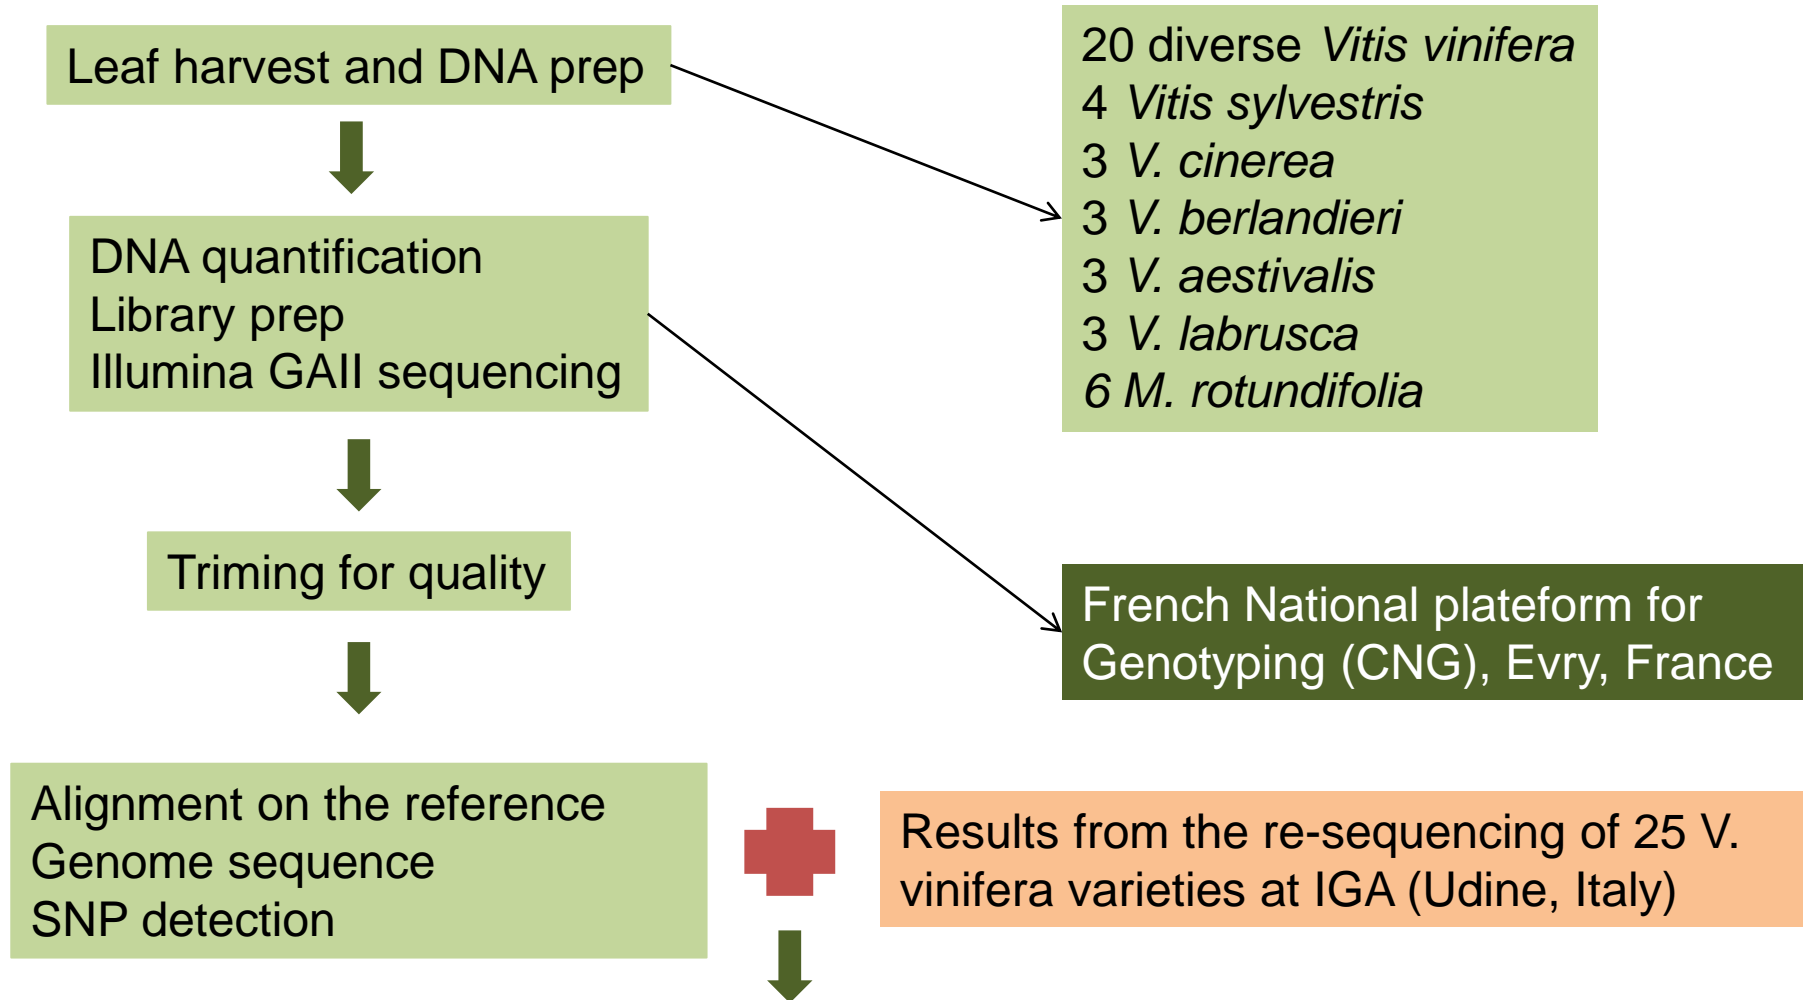 Leaf harvest and DNA prep
20 diverse Vitis vinifera
4 Vitis sylvestris
3 V. cinerea
3 V. berlandieri
3 V. aestivalis
3 V. labrusca
6 M. rotundifolia
DNA quantification
Library prep
Illumina GAII sequencing
Triming for quality
French National plateform for
Genotyping (CNG), Evry, France
Alignment on the reference
Genome sequence
SNP detection
Results from the re-sequencing of 25 V.
vinifera varieties at IGA (Udine, Italy)